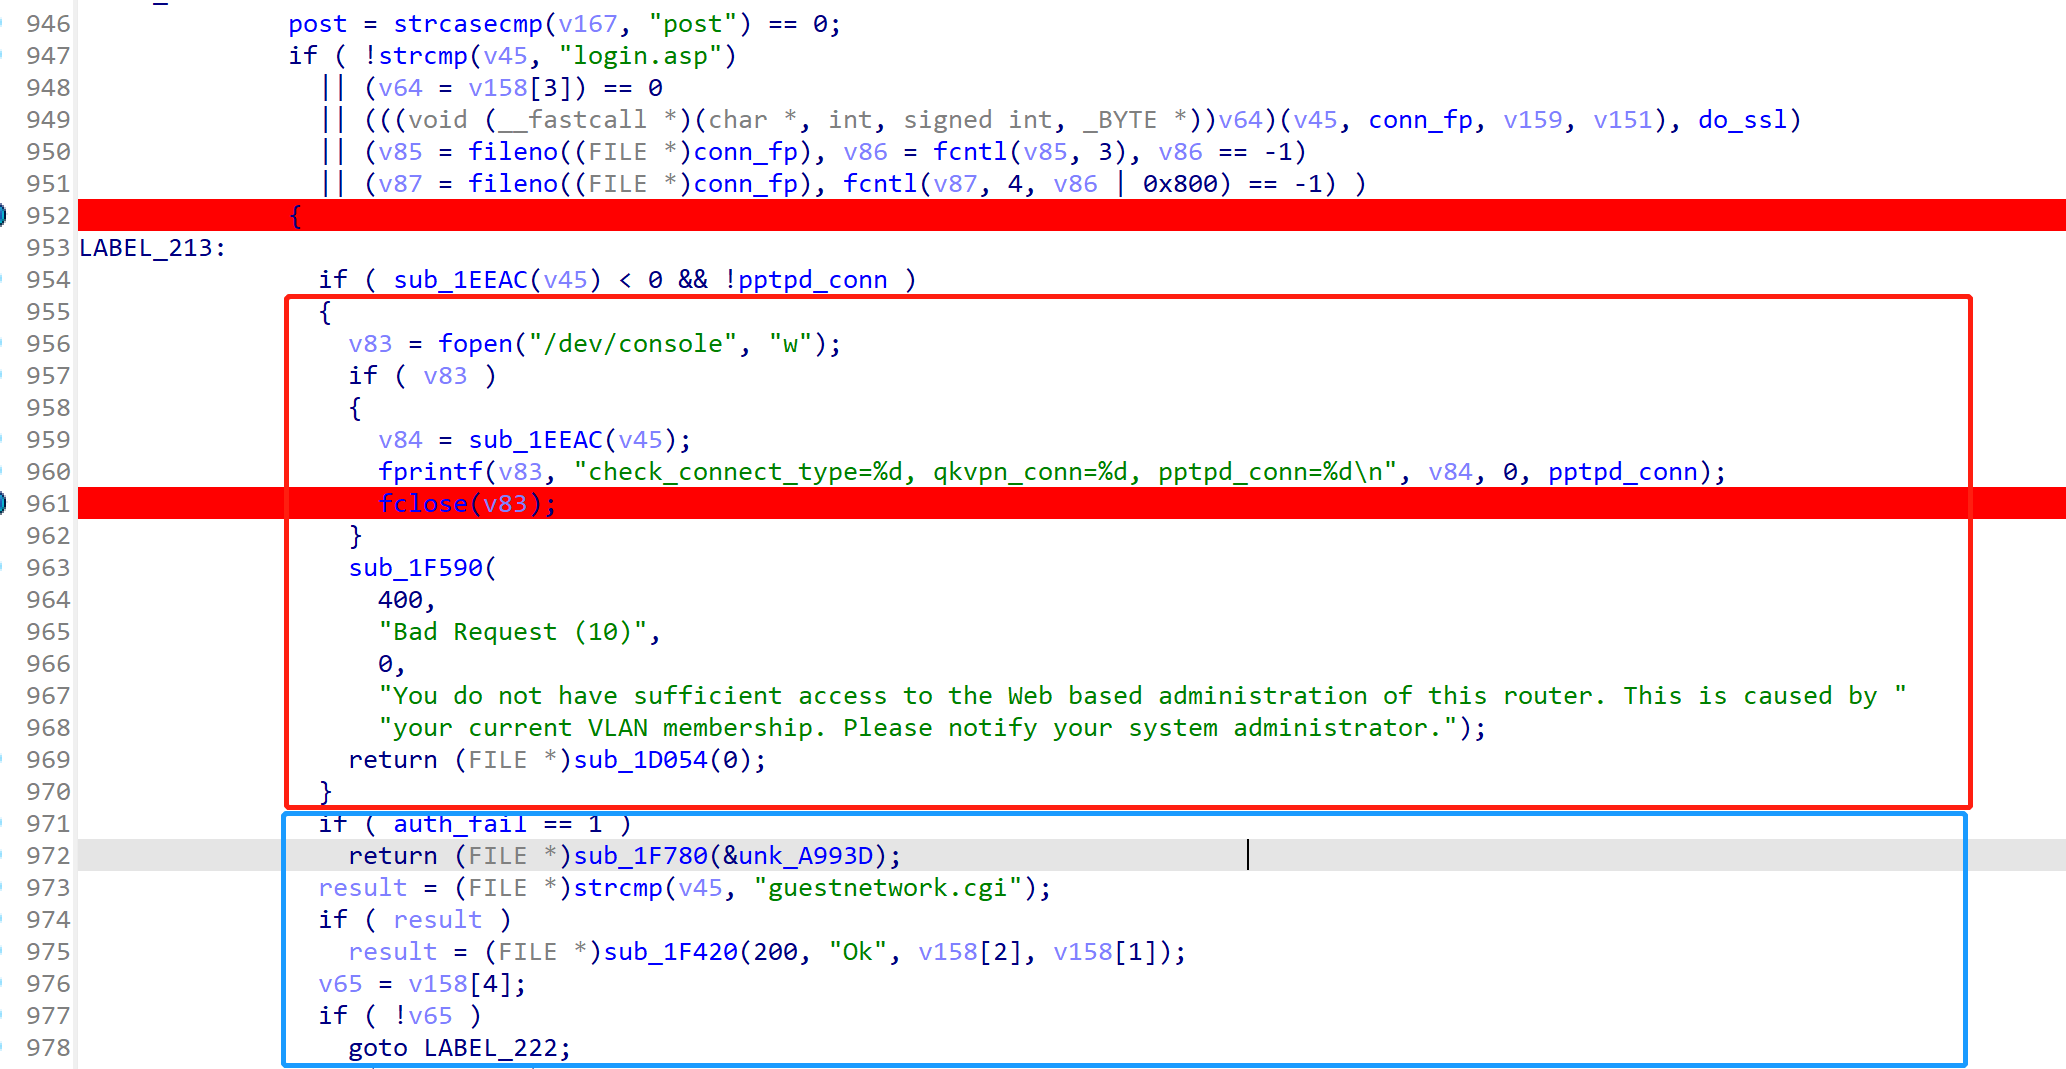 946 post = strcasecmp(v167, "post") == 0;
947 if ( !strcmp(v45, "login.asp")
948 || (v64 = v158[3]) == 0
949 || (((void (__fastcall *)(char *, int, signed int, _BYTE *))v64)(v45, conn_fp, v159, v151), do_ssl)
950 || (v85 = fileno((FILE *)conn_fp), v86 = fcntl(v85, 3), v86 == -1)
951 || (v87 = fileno((FILE *)conn_fp), fcntl(v87, 4, v86 | 0x800) == -1) )
952 {
953 LABEL_213:
954 if ( sub_1EEAC(v45) < 0 && !pptpd_conn )
955 {
956 v83 = fopen("/dev/console", "w");
957 if ( v83 )
958 {
959 v84 = sub_1EEAC(v45);
960 fprintf(v83, "check_connect_type=%d, qkvpn_conn=%d, pptpd_conn=%d\n", v84, 0, pptpd_conn);
961 fclose(v83);
962 }
963 sub_1F590(
964 400,
965 "Bad Request (10)",
966 0,
967 "You do not have sufficient access to the Web based administration of this router. This is caused by "
968 "your current VLAN membership. Please notify your system administrator.");
969 return (FILE *)sub_1D054(0);
970 }
971 if ( auth_fail == 1 )
972 return (FILE *)sub_1F780(&unk_A993D);
973 result = (FILE *)strcmp(v45, "guestnetwork.cgi");
974 if ( result )
975 result = (FILE *)sub_1F420(200, "Ok", v158[2], v158[1]);
976 v65 = v158[4];
977 if ( !v65 )
978 goto LABEL_222;